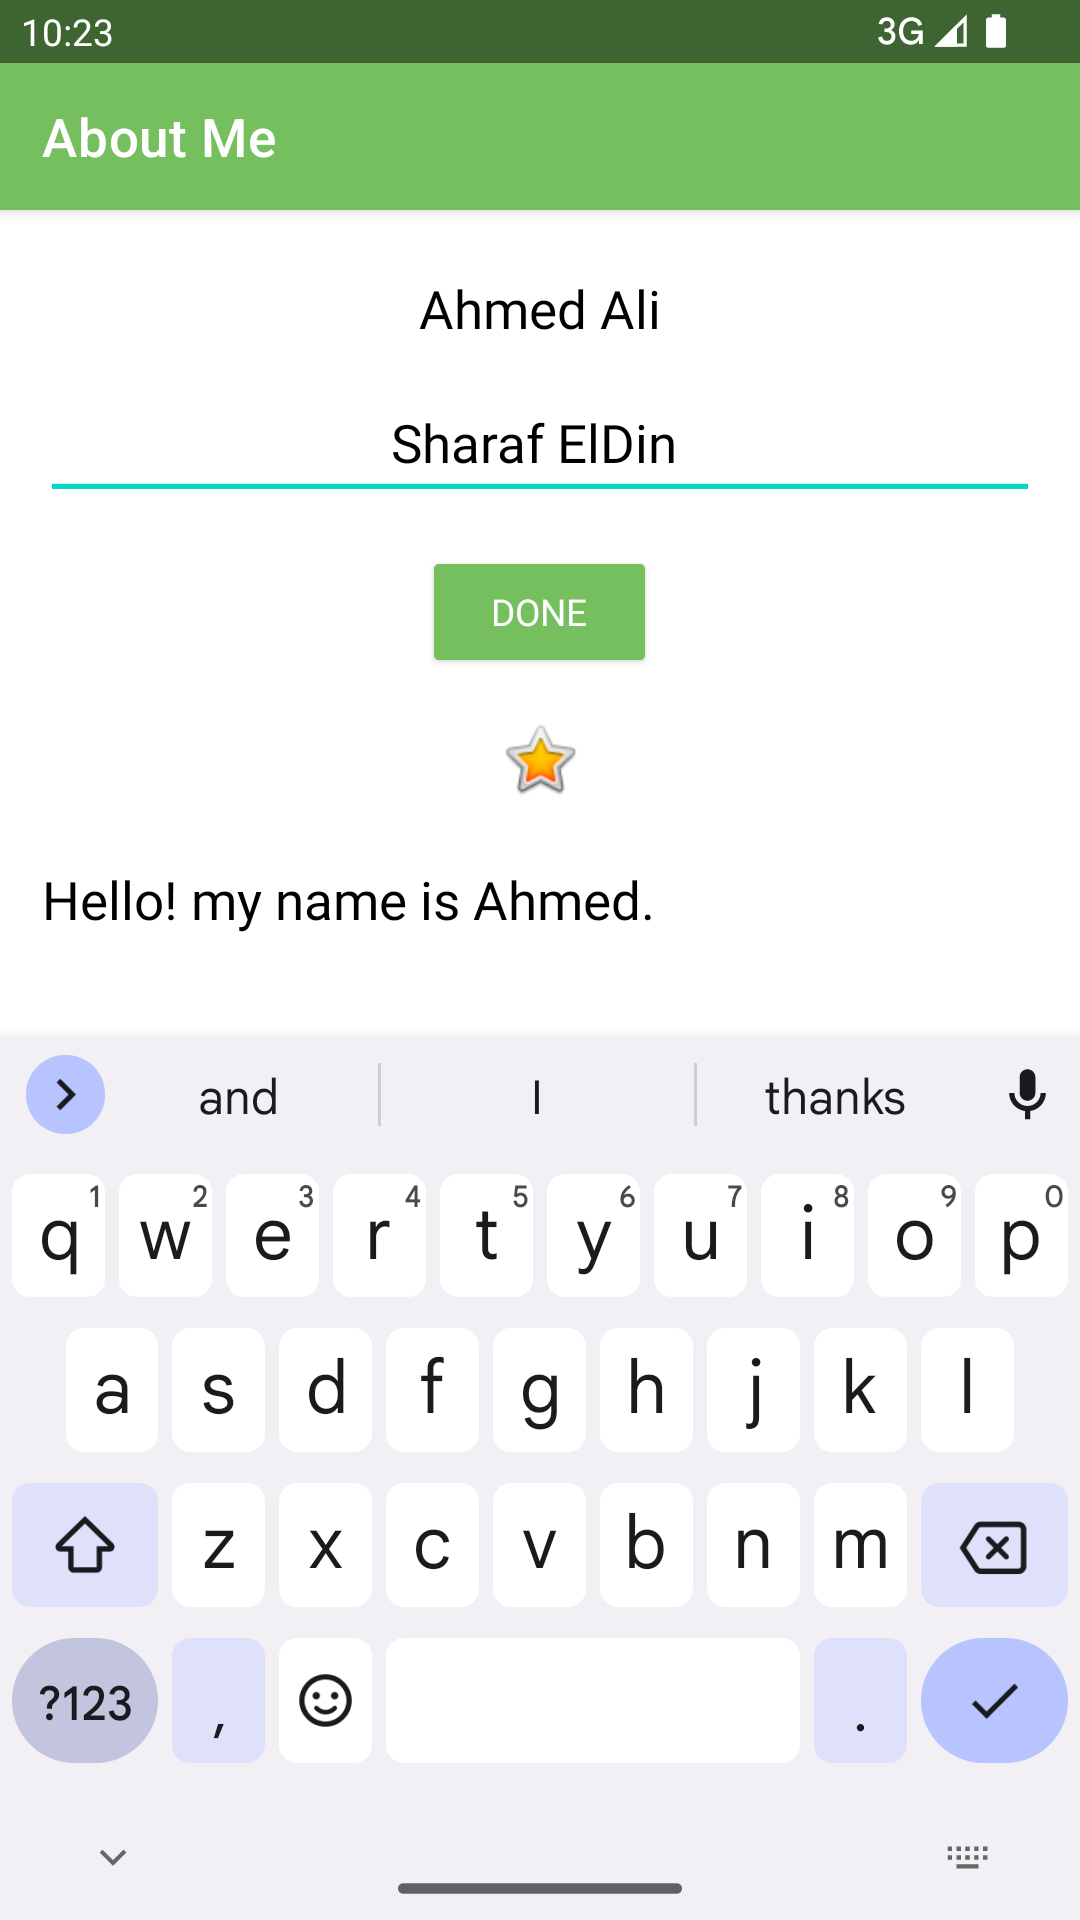 10:23 3G
About Me
Ahmed Ali
Sharaf ElDin
DONE
Hello! my name is Ahmed.
and I thanks
1 2 3 4 5 6 7 8 9 0
q w e r t y u i o p
a s d f g h j k l
z x c v b n m
?123 , .